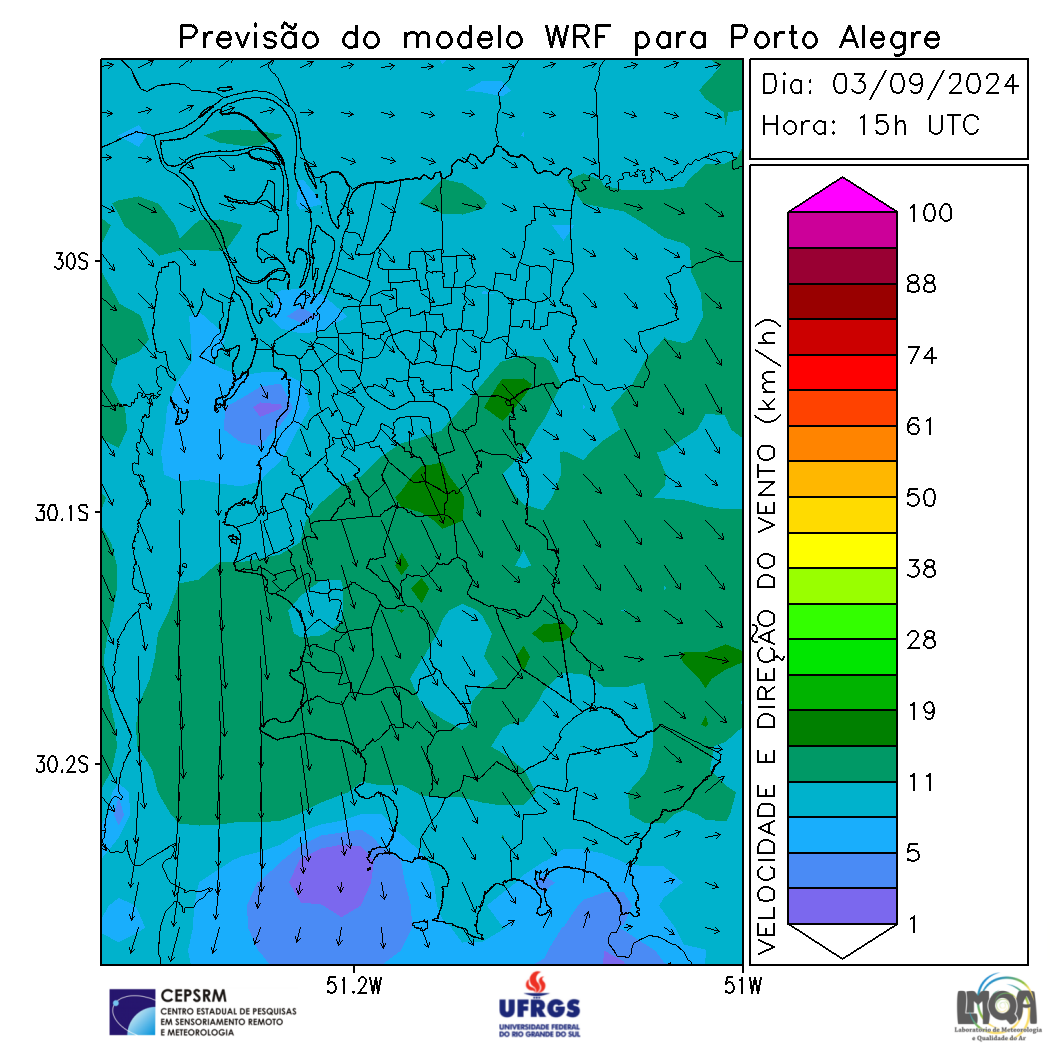 Previsão do modelo WRF para Porto Alegre
Dia: 03/09/2024
Hora: 15h UTC
30S
30.1S
30.2S
51.2W
51W
VELOCIDADE E DIREÇÃO DO VENTO (km/h)
100
88
74
61
50
38
28
19
11
5
1
CEPSRM
CENTRO ESTADUAL DE PESQUISAS
EM SENSORIAMENTO REMOTO
E METEOROLOGIA
UFRGS
UNIVERSIDADE FEDERAL
DO RIO GRANDE DO SUL
LMQA
Laboratório de Meteorologia
e Qualidade do Ar